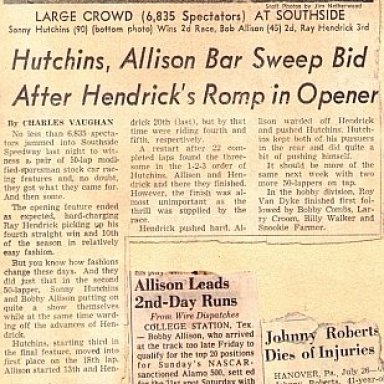 Staff Photos by Jim Netherwood
LARGE CROWD (6,835 Spectators) AT SOUTHSIDE
Sonny Hutchins (90) (bottom photo) Wins 2d Race, Bob Allison (45) 2d, Ray Hendrick 3rd
Hutchins, Allison Bar Sweep Bid
After Hendrick's Romp in Opener
By CHARLES VAUGHAN
No less than 6,835 specta-
tors jammed into Southside
Speedway last night to wit-
ness a pair of 50-lap modi-
fied-sportsman stock car rac-
ing features and, no doubt,
they got what they came for.
And then some.
The opening feature ended
as expected, hard-charging
Ray Hendrick picking up his
fourth straight win and 10th
of the season in relatively
easy fashion.
But you know how fashions
change these days. And they
did just that in the second
50-lapper, Sonny Hutchins
and Bobby Allison putting on
quite a show themselves
while at the same time ward-
ing off the advances of Hen-
drick.
Hutchins, starting third in
the final feature, moved into
first place on the 18th lap.
Allison started 13th and Hen-
drick 20th (last), but by that
time were riding fourth and
fifth, respectively.
A restart after 22 com-
pleted laps found the three-
some in the 1-2-3 order of
Hutchins, Allison and Hen-
drick and there they finished.
However, the finish was al-
most unimportant as the
thrill was supplied by the
race.
Hendrick pushed hard. Al-
lison warded off Hendrick
and pushed Hutchins. Hutch-
ins kept both of his pursuers
in the rear and did quite a
bit of pushing himself.
It should be more of the
same next week with two
more 50-lappers on tap.
In the hobby division, Roy
Van Dyke finished first fol-
lowed by Bobby Combs, Lar-
ry Croom, Billy Walker and
Snookie Farmer.
Allison Leads
2nd-Day Runs
From Wire Dispatches
COLLEGE STATION, Tex.
— Bobby Allison, who arrived
at the track too late Friday to
qualify for the top 20 positions
for Sunday's NASCAR-
sanctioned Alamo 500, sett ed
for the 21st spot Saturday with
Johnny Roberts
Dies of Injuries
HANOVER, Pa., July 26—
Johnny Roberts, 41-year-